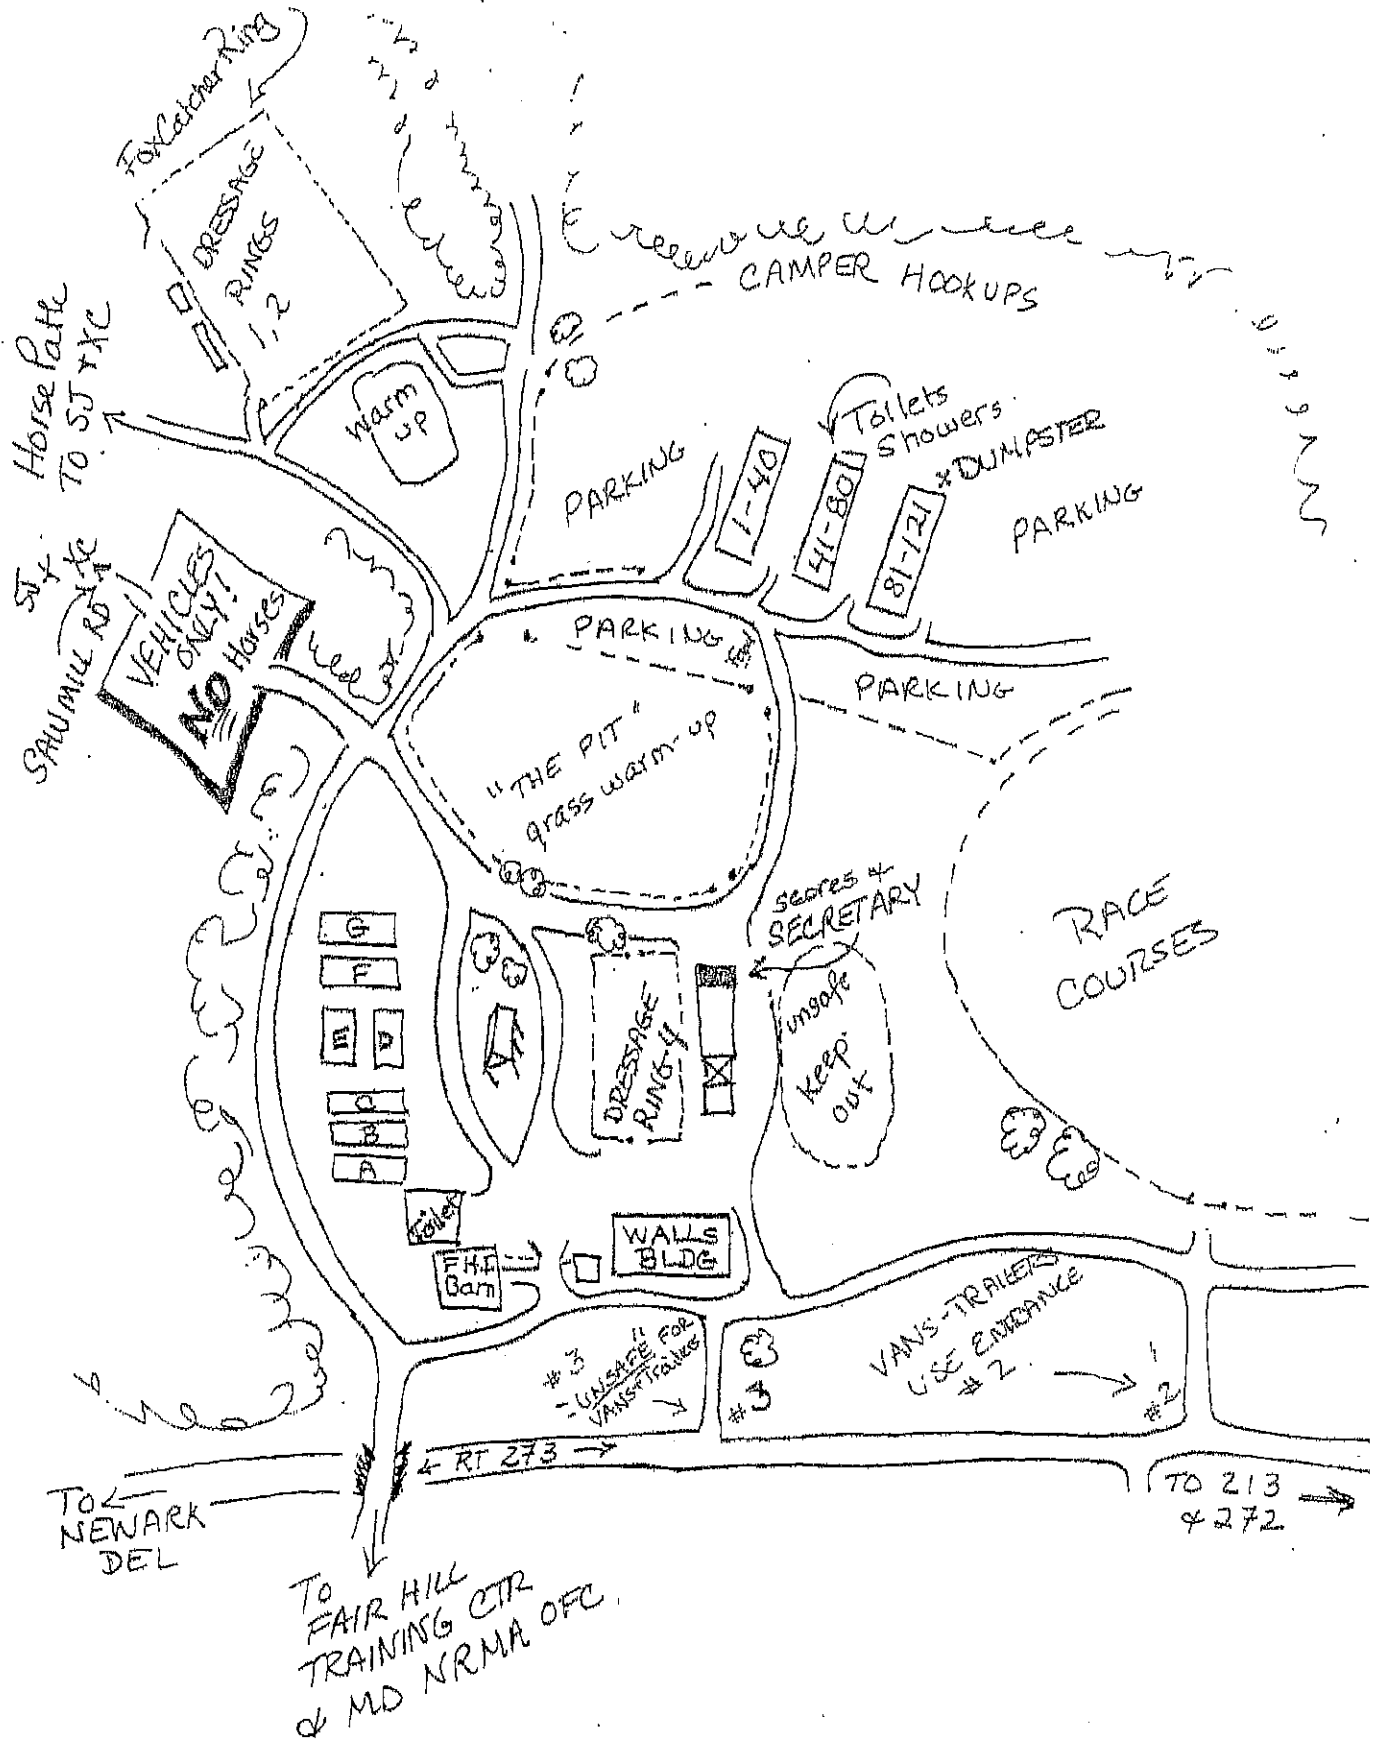 FoxCatcher Ring
DRESSAGE
RINGS
1, 2
CAMPER HOOKUPS
Horse Path
TO SJ + XC
Warm
up
Toilets
Showers
* DUMPSTER
PARKING
1-40
41-80
81-121
PARKING
SJ +
XC
SAWMILL RD
VEHICLES
ONLY!
NO Horses
PARKING
PARKING
"THE PIT"
grass warm-up
scores +
SECRETARY
RACE
COURSES
G
F
E
D
C
B
A
DRESSAGE
RING-4
unsafe
keep
out
Toilet
F.H.I
Barn
WALLS
BLDG
#3
- "UNSAFE" FOR
VANS+Trailers
#3
VANS-TRAILERS
USE ENTRANCE
#2
#2
← RT 273 →
TO
NEWARK
DEL
TO 213
& 272
TO
FAIR HILL
TRAINING CTR
& MD NRMA OFC.